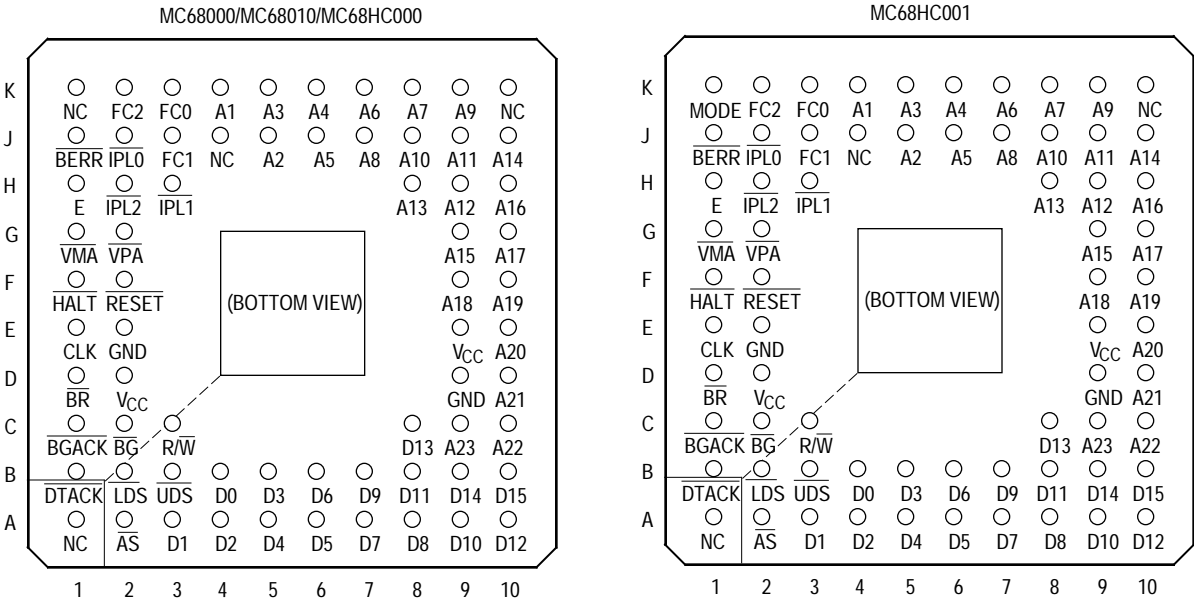 MC68000/MC68010/MC68HC000
K
NC FC2 FC0 A1 A3 A4 A6 A7 A9 NC
J
BERR IPL0 FC1 NC A2 A5 A8 A10 A11 A14
H
E IPL2 IPL1 A13 A12 A16
G
VMA VPA A15 A17
F
HALT RESET (BOTTOM VIEW) A18 A19
E
CLK GND VCC A20
D
BR VCC GND A21
C
BGACK BG R/W D13 A23 A22
B
DTACK LDS UDS D0 D3 D6 D9 D11 D14 D15
A
NC AS D1 D2 D4 D5 D7 D8 D10 D12
1 2 3 4 5 6 7 8 9 10
MC68HC001
K
MODE FC2 FC0 A1 A3 A4 A6 A7 A9 NC
J
BERR IPL0 FC1 NC A2 A5 A8 A10 A11 A14
H
E IPL2 IPL1 A13 A12 A16
G
VMA VPA A15 A17
F
HALT RESET (BOTTOM VIEW) A18 A19
E
CLK GND VCC A20
D
BR VCC GND A21
C
BGACK BG R/W D13 A23 A22
B
DTACK LDS UDS D0 D3 D6 D9 D11 D14 D15
A
NC AS D1 D2 D4 D5 D7 D8 D10 D12
1 2 3 4 5 6 7 8 9 10